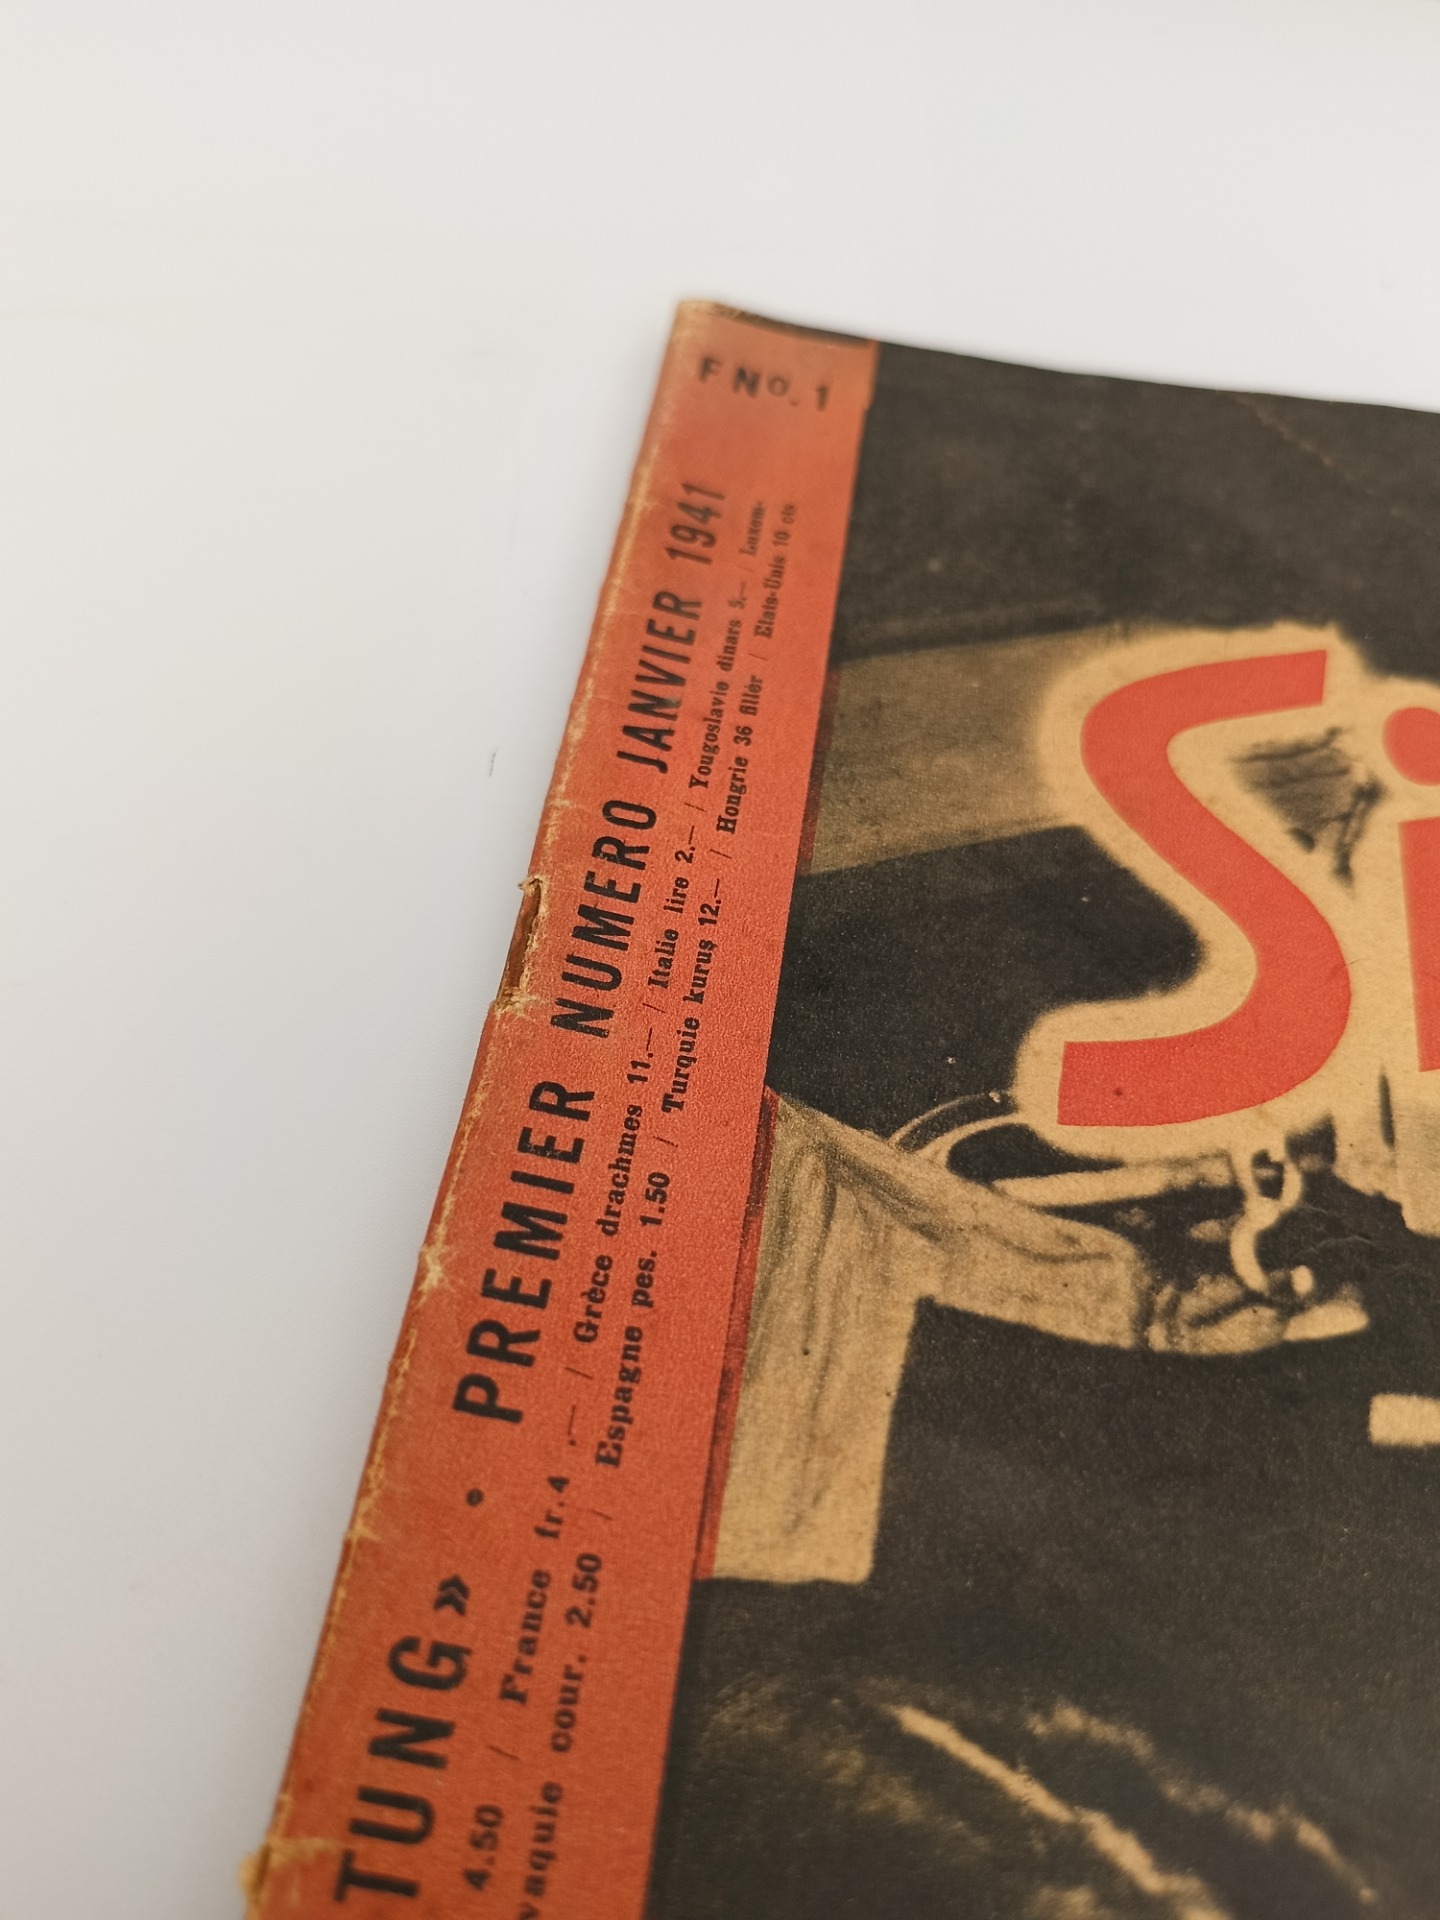 F No. 1
TUNG» • PREMIER NUMERO JANVIER 1941
4.50 / France fr. 4.— / Grèce drachmes 11.— / Italie lire 2.— / Yougoslavie dinars 5.— / Luxem-
vaquie cour. 2.50 / Espagne pes. 1.50 / Turquie kuruş 12.— / Hongrie 36 fillér / Etats-Unis 10 cts
Si